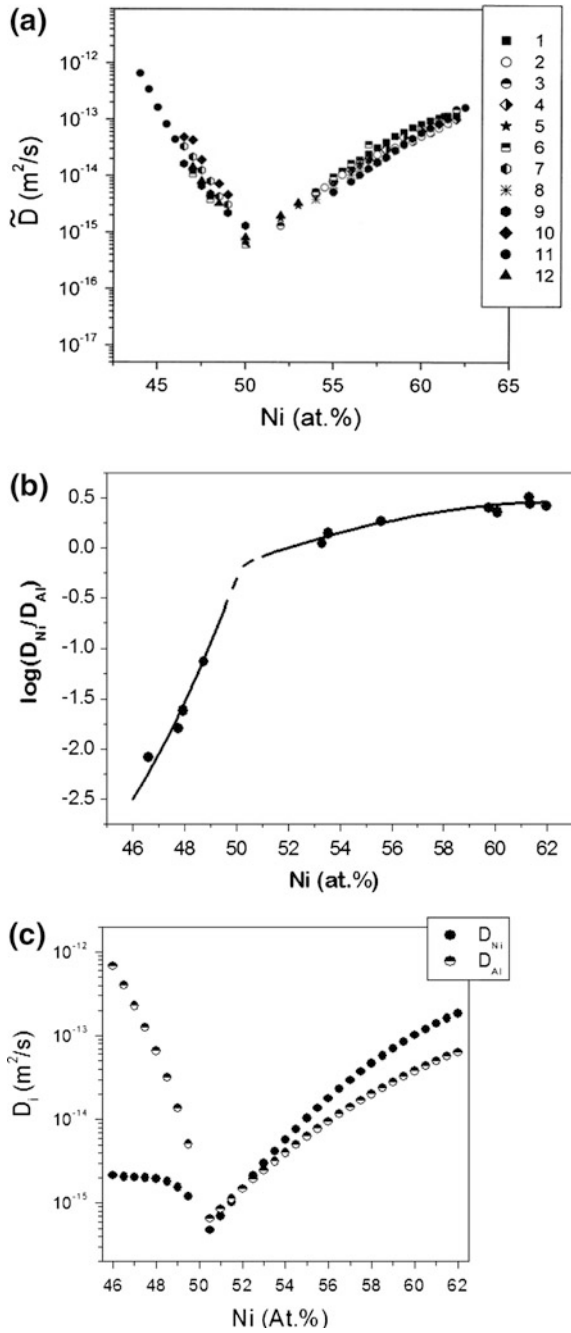 (a)
10⁻¹²
10⁻¹³
10⁻¹⁴
10⁻¹⁵
10⁻¹⁶
10⁻¹⁷
D̃ (m²/s)
45 50 55 60 65
Ni (at.%)
1
2
3
4
5
6
7
8
9
10
11
12
(b)
0.5
0.0
-0.5
-1.0
-1.5
-2.0
-2.5
log(D_Ni/D_Al)
46 48 50 52 54 56 58 60 62
Ni (at.%)
(c)
D_Ni
D_Al
10⁻¹²
10⁻¹³
10⁻¹⁴
10⁻¹⁵
D_i (m²/s)
46 48 50 52 54 56 58 60 62
Ni (At.%)